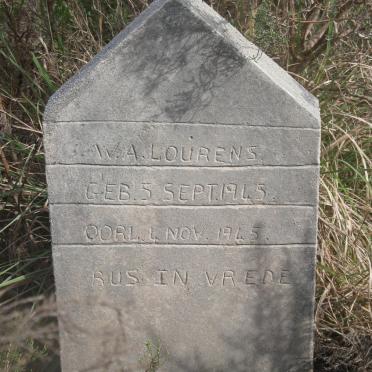 W.A. LOURENS.
GEB. 5 SEPT. 1945.
OORL. 1 NOV. 1945.
RUS IN VREDE